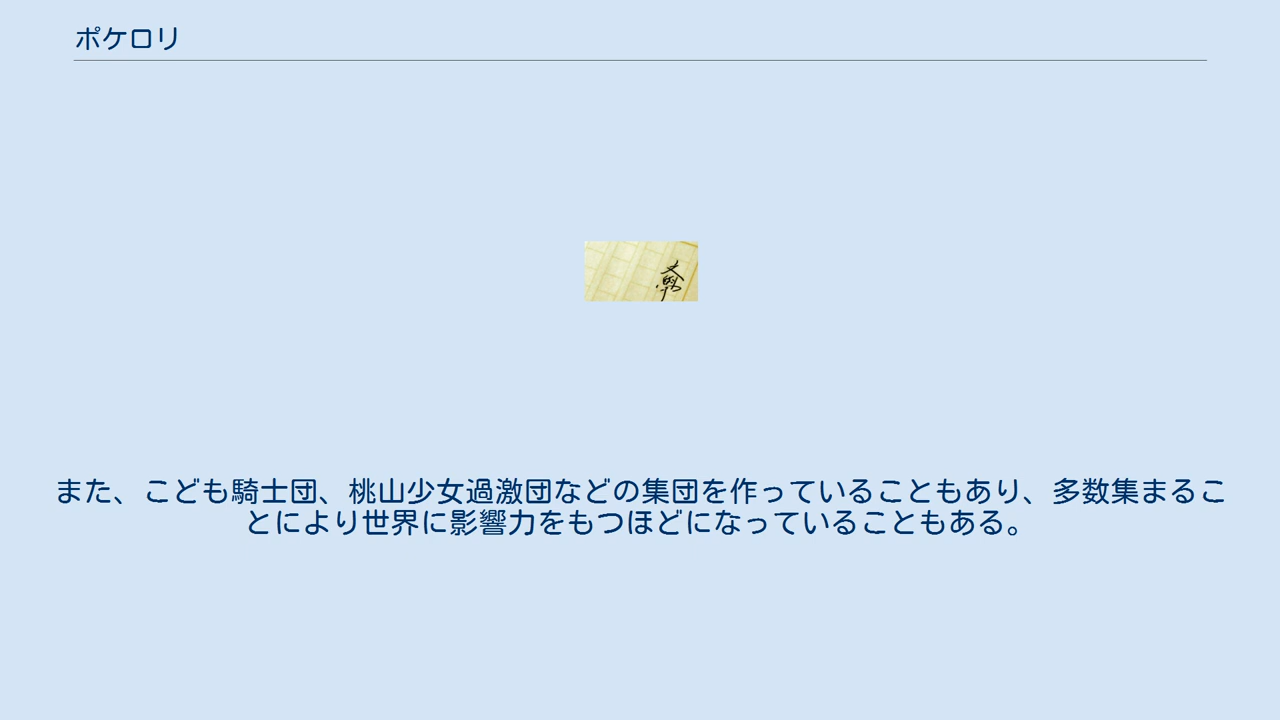 ポケロリ
また、こども騎士団、桃山少女過激団などの集団を作っていることもあり、多数集まるこ
とにより世界に影響力をもつほどになっていることもある。